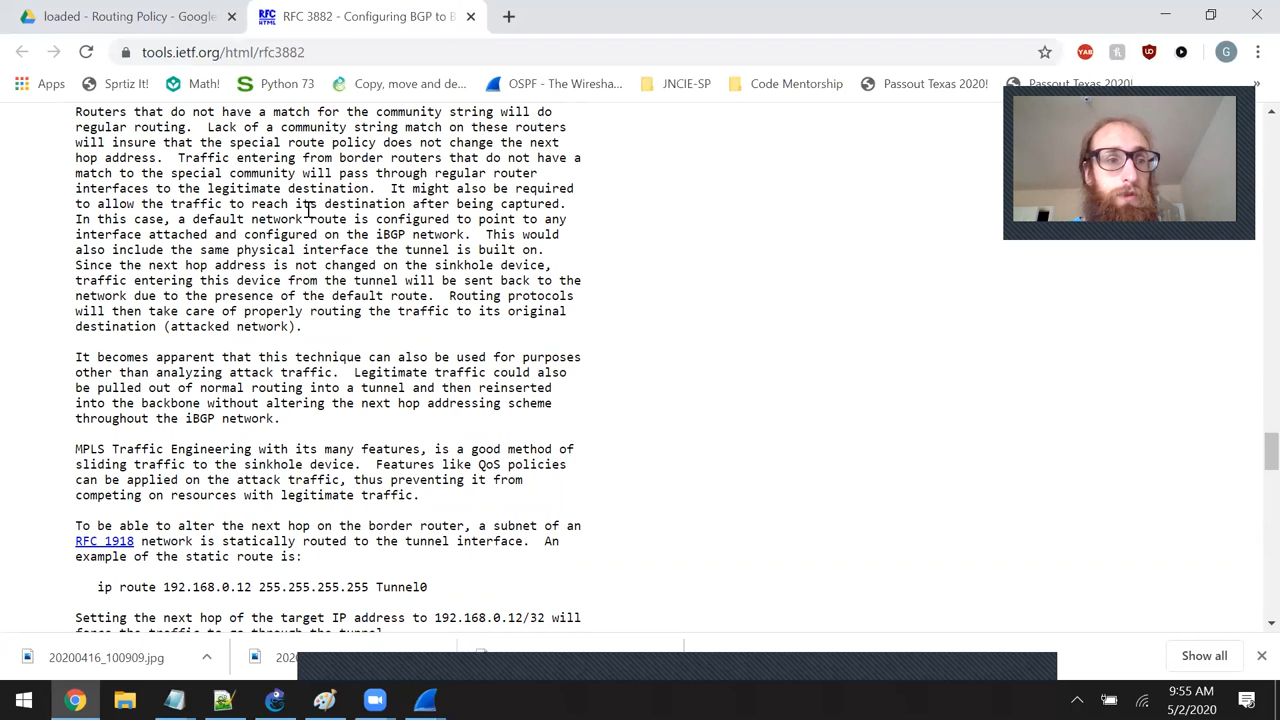 loaded - Routing Policy - Google
RFC HTML
RFC 3882 - Configuring BGP to B
tools.ietf.org/html/rfc3882
YAB
G
Apps
Sprtiz It!
Math!
Python 73
Copy, move and de...
OSPF - The Wiresha...
JNCIE-SP
Code Mentorship
Passout Texas 2020!
Passout Texas 2020!
Routers that do not have a match for the community string will do
regular routing.  Lack of a community string match on these routers
will insure that the special route policy does not change the next
hop address.  Traffic entering from border routers that do not have a
match to the special community will pass through regular router
interfaces to the legitimate destination.  It might also be required
to allow the traffic to reach its destination after being captured.
In this case, a default network route is configured to point to any
interface attached and configured on the iBGP network.  This would
also include the same physical interface the tunnel is built on.
Since the next hop address is not changed on the sinkhole device,
traffic entering this device from the tunnel will be sent back to the
network due to the presence of the default route.  Routing protocols
will then take care of properly routing the traffic to its original
destination (attacked network).
It becomes apparent that this technique can also be used for purposes
other than analyzing attack traffic.  Legitimate traffic could also
be pulled out of normal routing into a tunnel and then reinserted
into the backbone without altering the next hop addressing scheme
throughout the iBGP network.
MPLS Traffic Engineering with its many features, is a good method of
sliding traffic to the sinkhole device.  Features like QoS policies
can be applied on the attack traffic, thus preventing it from
competing on resources with legitimate traffic.
To be able to alter the next hop on the border router, a subnet of an
RFC 1918 network is statically routed to the tunnel interface.  An
example of the static route is:
ip route 192.168.0.12 255.255.255.255 Tunnel0
Setting the next hop of the target IP address to 192.168.0.12/32 will
force the traffic to go through the tunnel.
20200416_100909.jpg
Show all
9:55 AM
5/2/2020